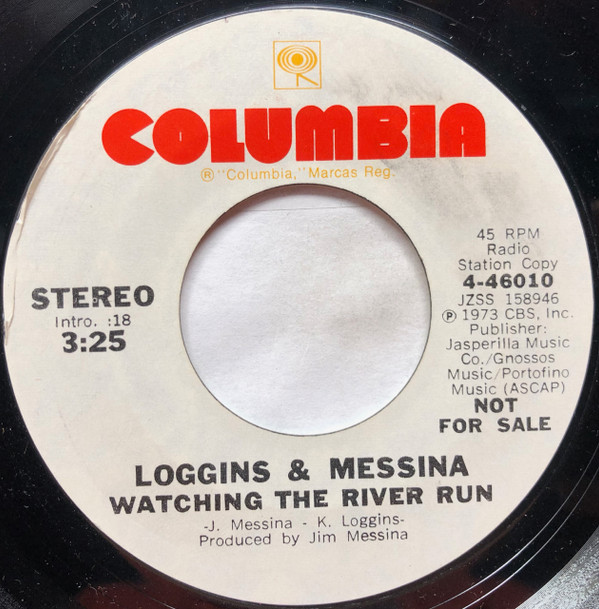 COLUMBIA
® "Columbia," Marcas Reg.
STEREO
Intro. :18
3:25
45 RPM
Radio
Station Copy
4-46010
JZSS 158946
℗ 1973 CBS, Inc.
Publisher:
Jasperilla Music
Co./Gnossos
Music/Portofino
Music (ASCAP)
NOT
FOR SALE
LOGGINS & MESSINA
WATCHING THE RIVER RUN
-J. Messina - K. Loggins-
Produced by Jim Messina